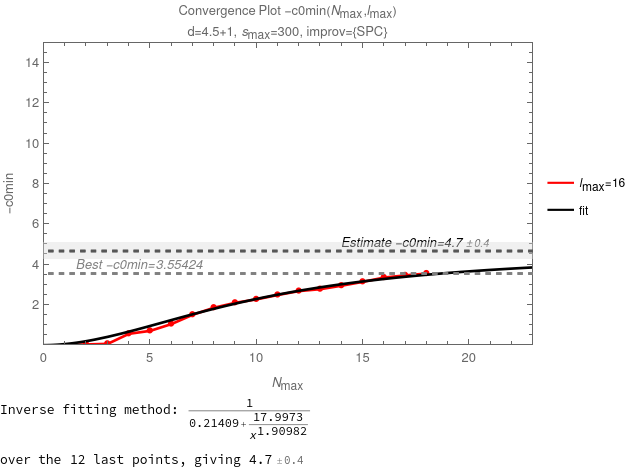 Convergence Plot −c0min(Nmax,lmax)
d=4.5+1, smax=300, improv={SPC}
14
12
10
8
6
4
2
−c0min
Estimate −c0min=4.7 ±0.4
Best −c0min=3.55424
lmax=16
fit
0 5 10 15 20
Nmax
Inverse fitting method: 1
0.21409+ 17.9973
x1.90982
over the 12 last points, giving 4.7 ±0.4